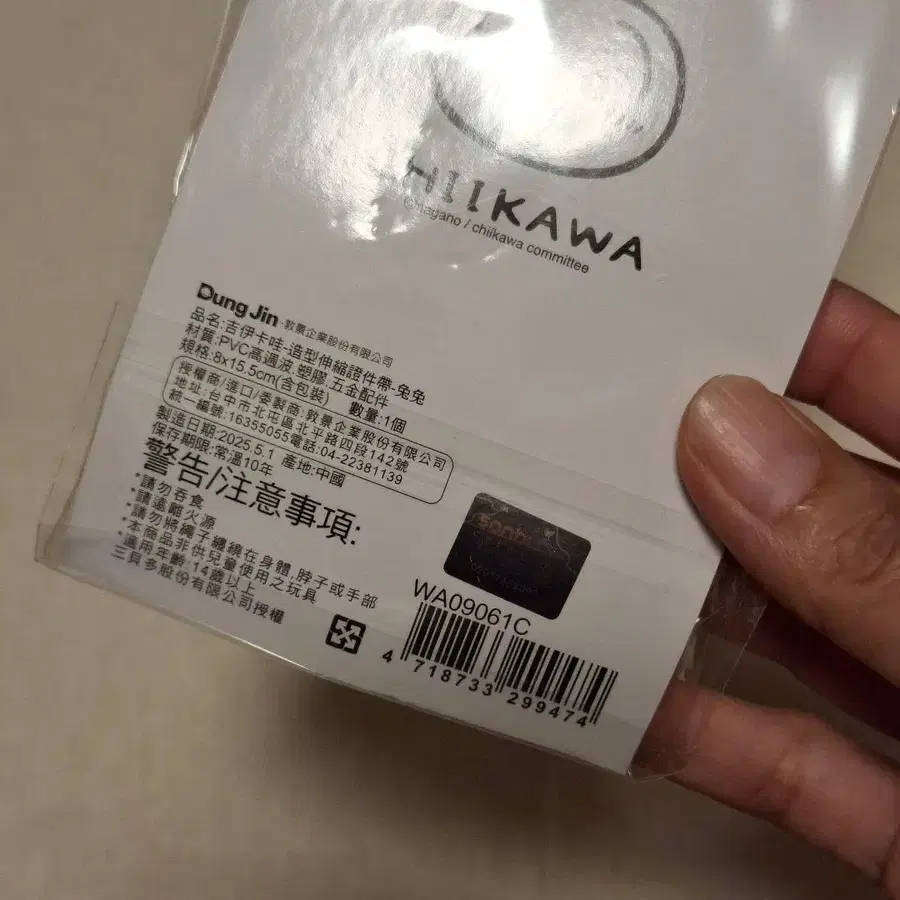 HIIKAWA
nagano / chiikawa committee
Dung Jin -敦景企業股份有限公司
品名:吉伊卡哇-造型伸縮證件帶-兔兔
材質:PVC高週波.塑膠.五金配件
規格:8x15.5cm(含包裝) 數量:1個
授權商/進口/委製商:敦景企業股份有限公司
地址:台中市北屯區北平路四段142號
統一編號:16355055電話:04-22381139
製造日期:2025.5.1 產地:中國
保存期限:常溫10年
警告/注意事項:
*請勿吞食
*請遠離火源
*請勿將繩子纏繞在身體,脖子或手部
*本商品非供兒童使用之玩具
*適用年齡:14歲以上
三貝多股份有限公司授權
WA09061C
4 718733 299474